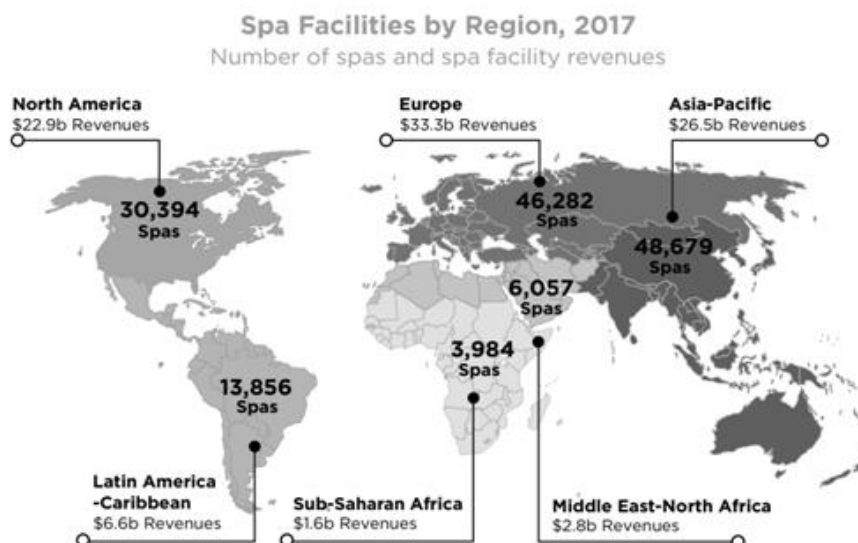 Spa Facilities by Region, 2017
Number of spas and spa facility revenues
North America
$22.9b Revenues
Europe
$33.3b Revenues
Asia-Pacific
$26.5b Revenues
30,394
Spas
46,282
Spas
48,679
Spas
6,057
Spas
3,984
Spas
13,856
Spas
Latin America
-Caribbean
$6.6b Revenues
Sub-Saharan Africa
$1.6b Revenues
Middle East-North Africa
$2.8b Revenues